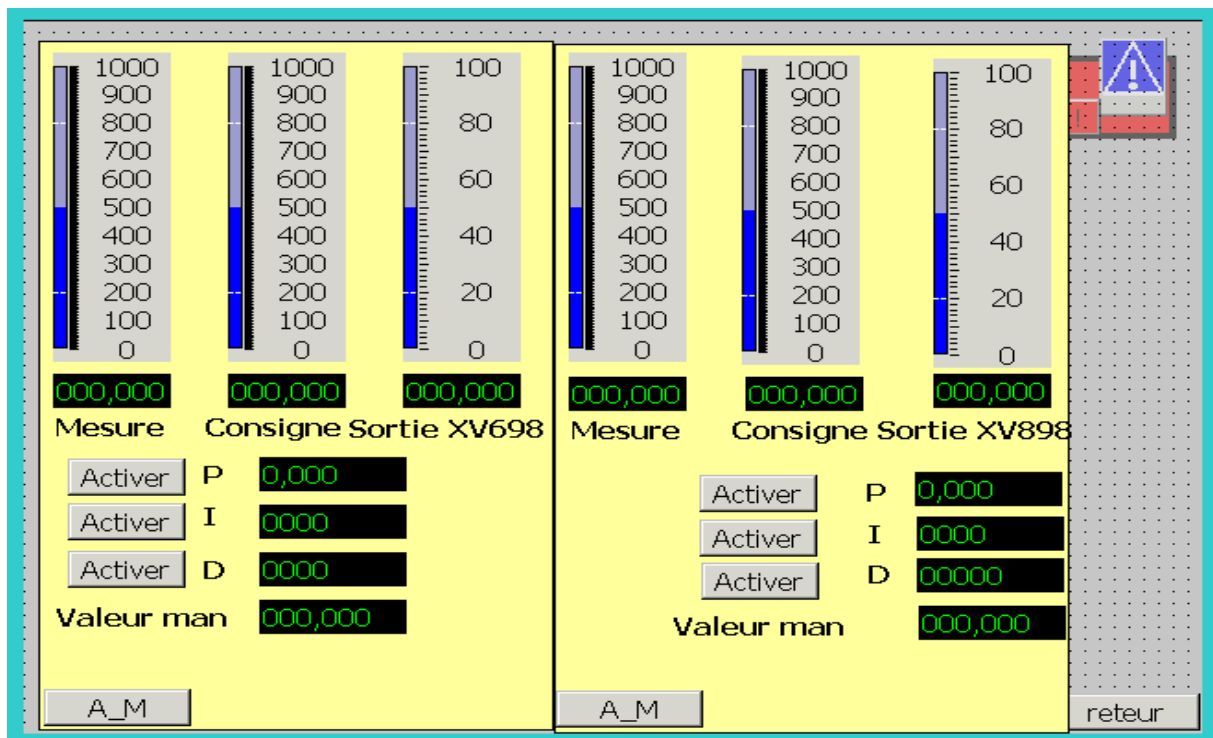 1000 1000 100 1000 1000 100
900 900 900 900
800 800 80 800 800 80
700 700 700 700
600 600 60 600 600 60
500 500 500 500
400 400 40 400 400 40
300 300 300 300
200 200 20 200 200 20
100 100 100 100
0 0 0 0 0 0
000,000 000,000 000,000 000,000 000,000 000,000
Mesure Consigne Sortie XV698 Mesure Consigne Sortie XV898
Activer P 0,000
Activer I 0000
Activer D 0000
Valeur man 000,000
A_M
Activer P 0,000
Activer I 0000
Activer D 00000
Valeur man 000,000
A_M
reteur